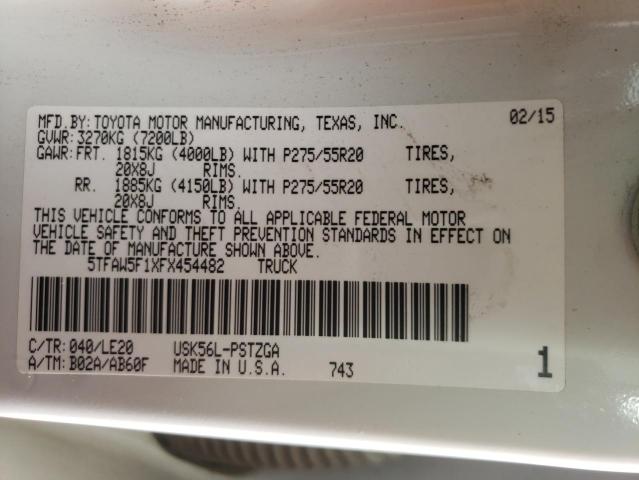 MFD. BY: TOYOTA MOTOR MANUFACTURING, TEXAS, INC. 02/15
GVWR: 3270KG (7200LB)
GAWR: FRT. 1815KG (4000LB) WITH P275/55R20 TIRES,
20X8J RIMS.
RR. 1885KG (4150LB) WITH P275/55R20 TIRES,
20X8J RIMS.
THIS VEHICLE CONFORMS TO ALL APPLICABLE FEDERAL MOTOR
VEHICLE SAFETY AND THEFT PREVENTION STANDARDS IN EFFECT ON
THE DATE OF MANUFACTURE SHOWN ABOVE.
5TFAW5F1XFX454482 TRUCK
C/TR: 040/LE20 USK56L-PSTZGA
A/TM: B02A/AB60F MADE IN U.S.A. 743 1